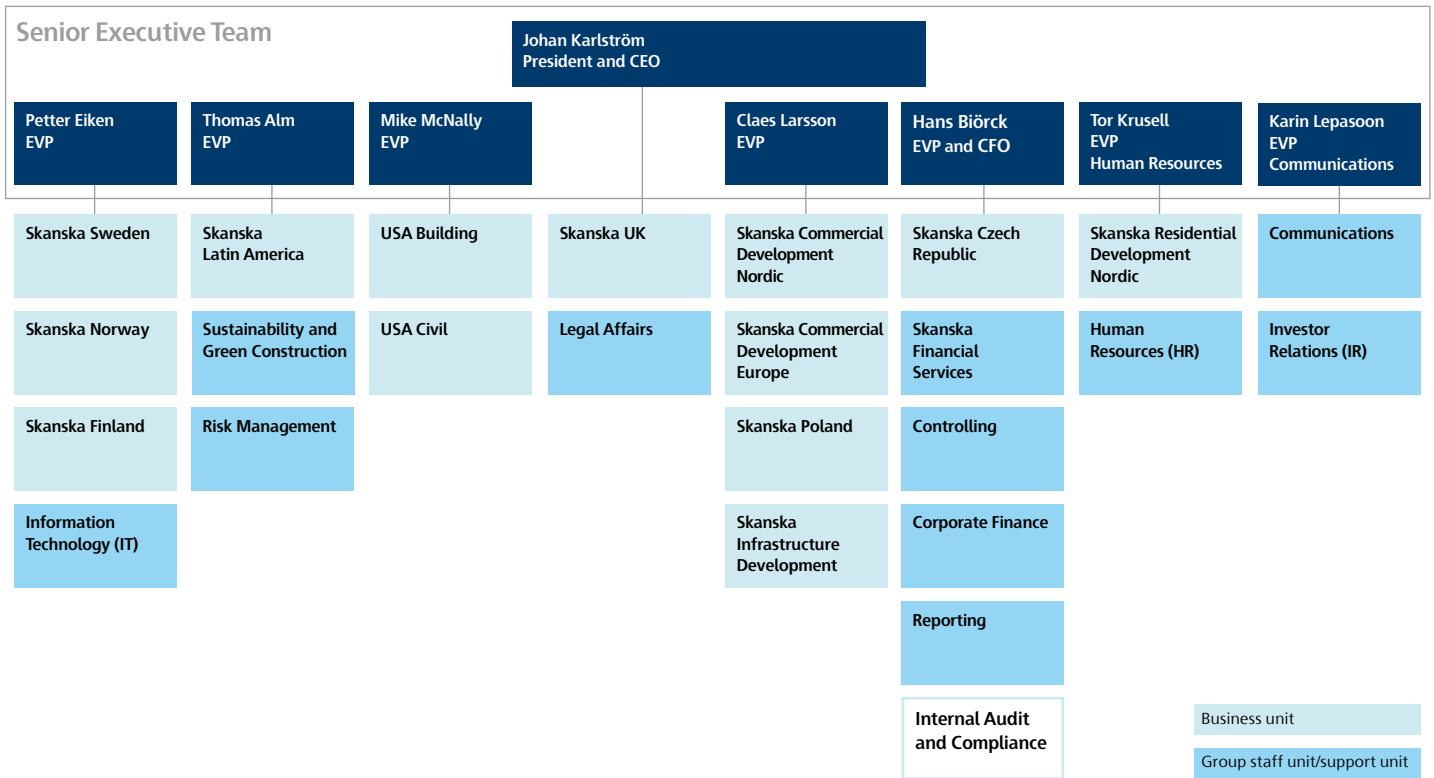 Senior Executive Team
Johan Karlström
President and CEO
Petter Eiken
EVP
Thomas Alm
EVP
Mike McNally
EVP
Claes Larsson
EVP
Hans Biörck
EVP and CFO
Tor Krusell
EVP
Human Resources
Karin Lepasoon
EVP
Communications
Skanska Sweden
Skanska
Latin America
USA Building
Skanska UK
Skanska Commercial
Development
Nordic
Skanska Czech
Republic
Skanska Residential
Development
Nordic
Communications
Skanska Norway
Sustainability and
Green Construction
USA Civil
Legal Affairs
Skanska Commercial
Development
Europe
Skanska
Financial
Services
Human
Resources (HR)
Investor
Relations (IR)
Skanska Finland
Risk Management
Skanska Poland
Controlling
Information
Technology (IT)
Skanska
Infrastructure
Development
Corporate Finance
Reporting
Internal Audit
and Compliance
Business unit
Group staff unit/support unit